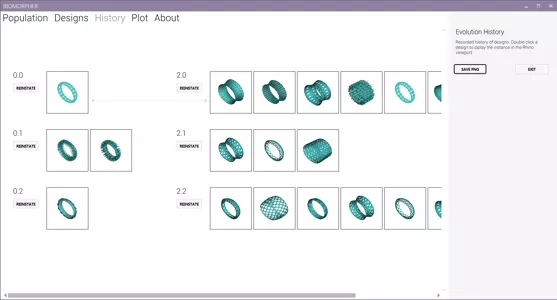 BIOMORPHER
Population Designs History Plot About
Evolution History
Recorded history of designs. Double click a
design to display the instance in the Rhino
viewport
SAVE PNG EXIT
0.0
REINSTATE
2.0
REINSTATE
0.1
REINSTATE
2.1
REINSTATE
0.2
REINSTATE
2.2
REINSTATE